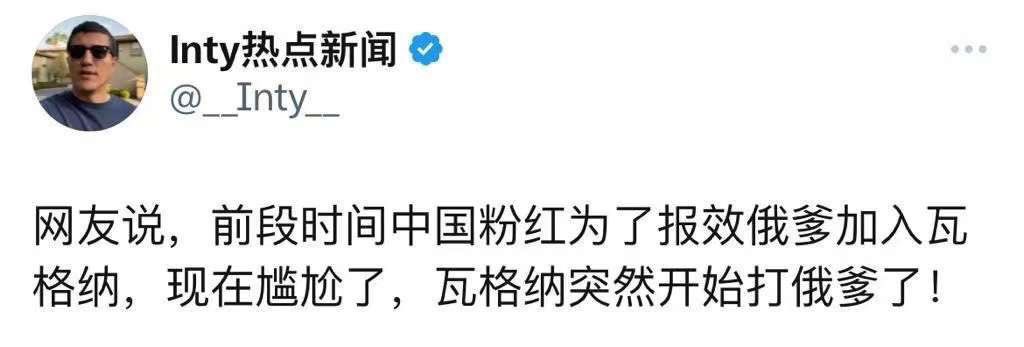 Inty热点新闻
@__Inty__
网友说，前段时间中国粉红为了报效俄爹加入瓦
格纳，现在尴尬了，瓦格纳突然开始打俄爹了！